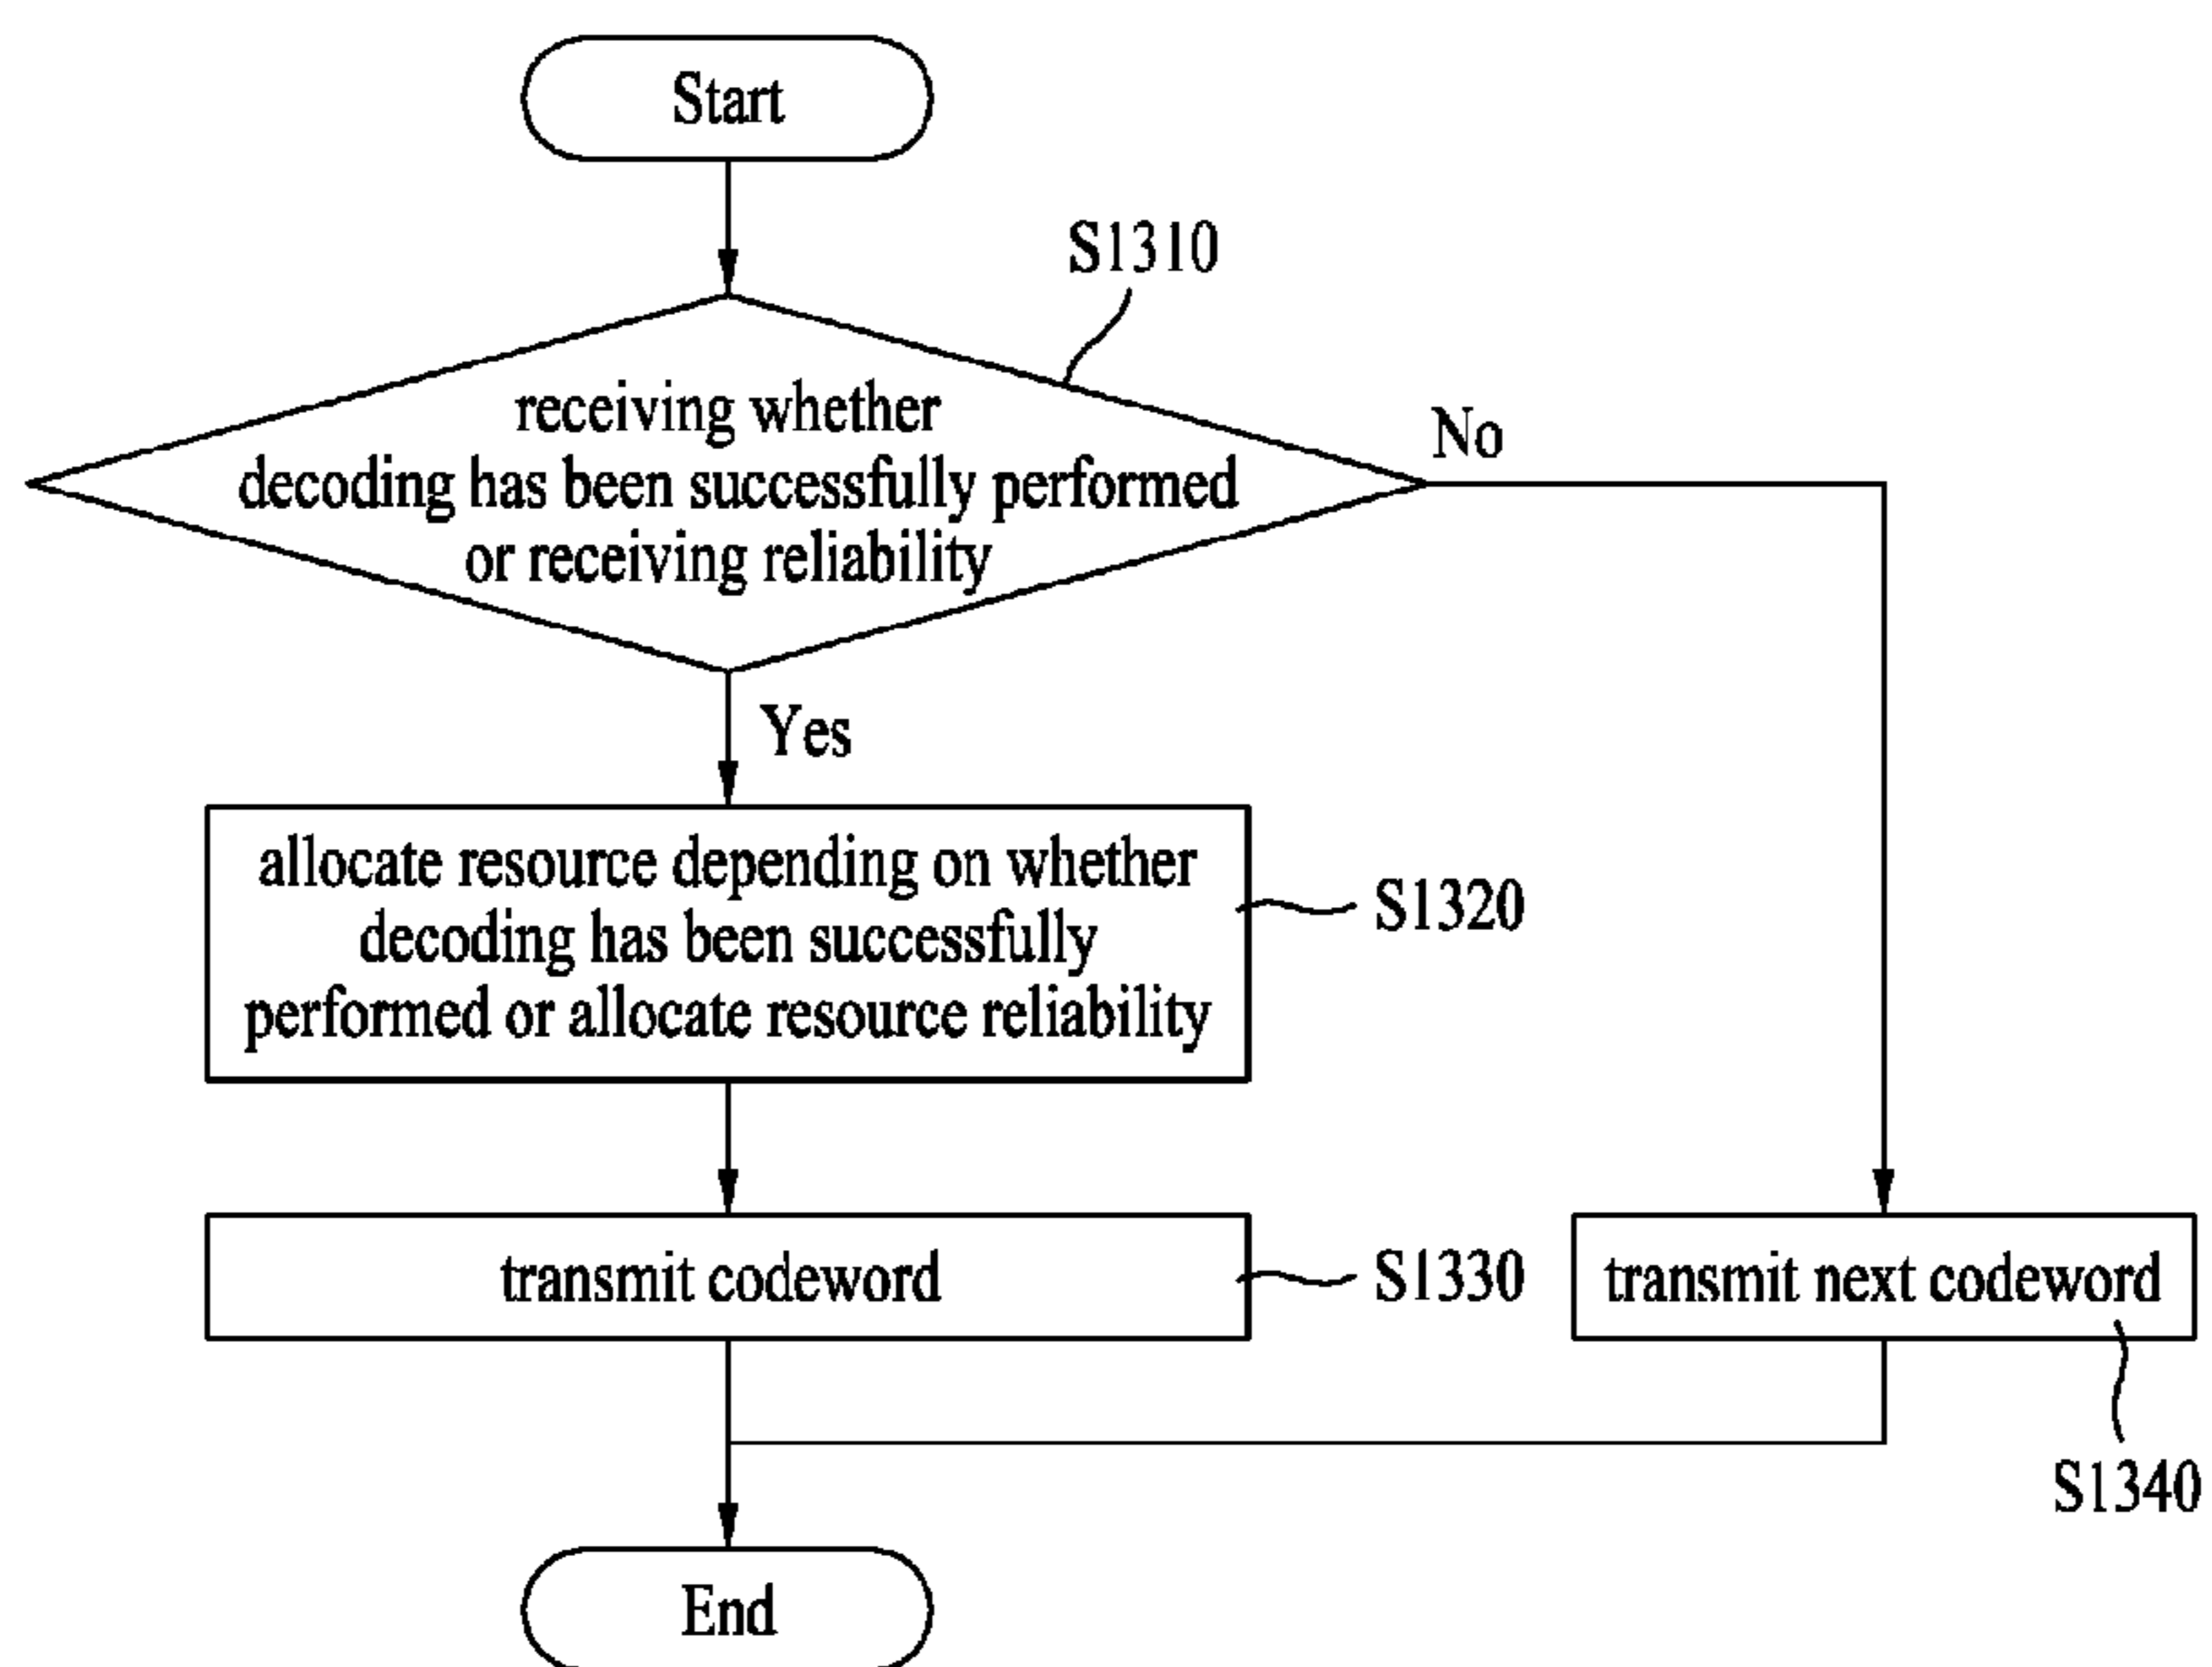 Start
S1310
receiving whether
decoding has been successfully performed
or receiving reliability
No
Yes
allocate resource depending on whether
decoding has been successfully
performed or allocate resource reliability
S1320
transmit codeword
S1330
transmit next codeword
S1340
End